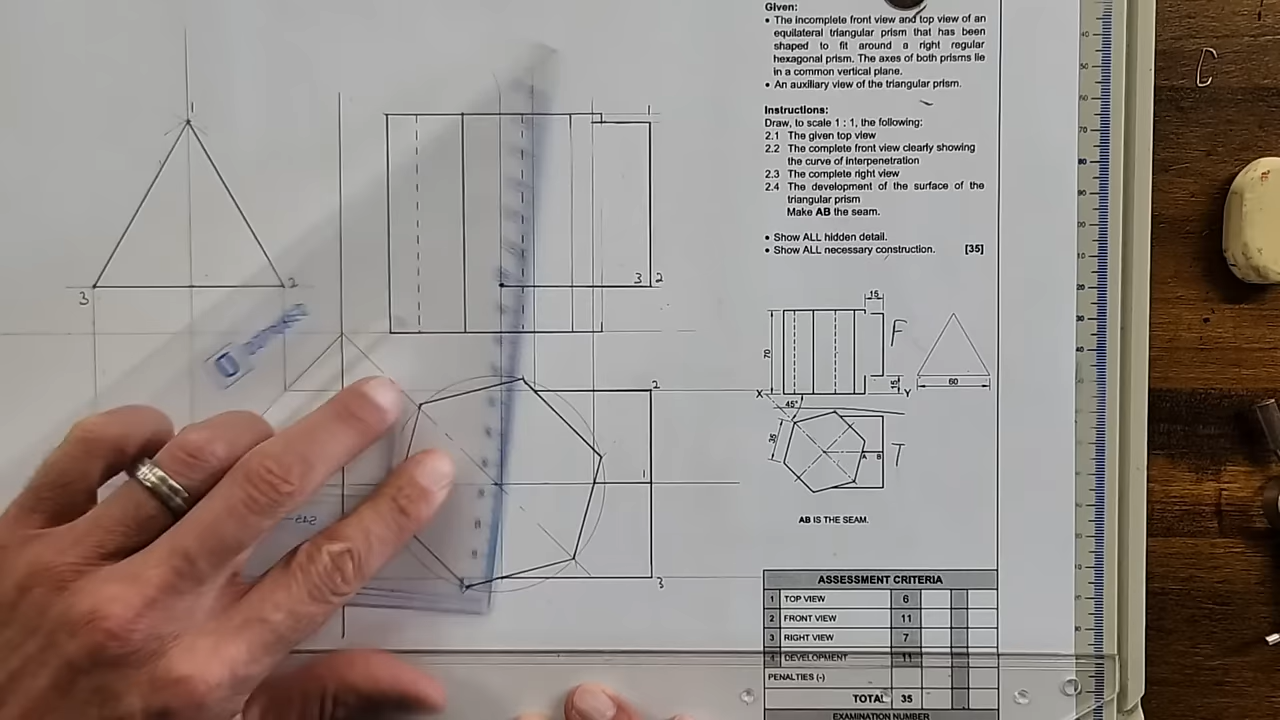 Given:
• The incomplete front view and top view of an
equilateral triangular prism that has been
shaped to fit around a right regular
hexagonal prism. The axes of both prisms lie
in a common vertical plane.
• An auxiliary view of the triangular prism.
Instructions:
Draw, to scale 1 : 1, the following:
2.1 The given top view
2.2 The complete front view clearly showing
the curve of interpenetration
2.3 The complete right view
2.4 The development of the surface of the
triangular prism
Make AB the seam.
• Show ALL hidden detail.
• Show ALL necessary construction. [35]
1
3 2
3 2
2
1
3
15
70
F
15
60
X Y
45°
35
A B
T
AB IS THE SEAM.
ASSESSMENT CRITERIA
1 TOP VIEW 6
2 FRONT VIEW 11
3 RIGHT VIEW 7
4 DEVELOPMENT 11
PENALTIES (-)
TOTAL 35
EXAMINATION NUMBER